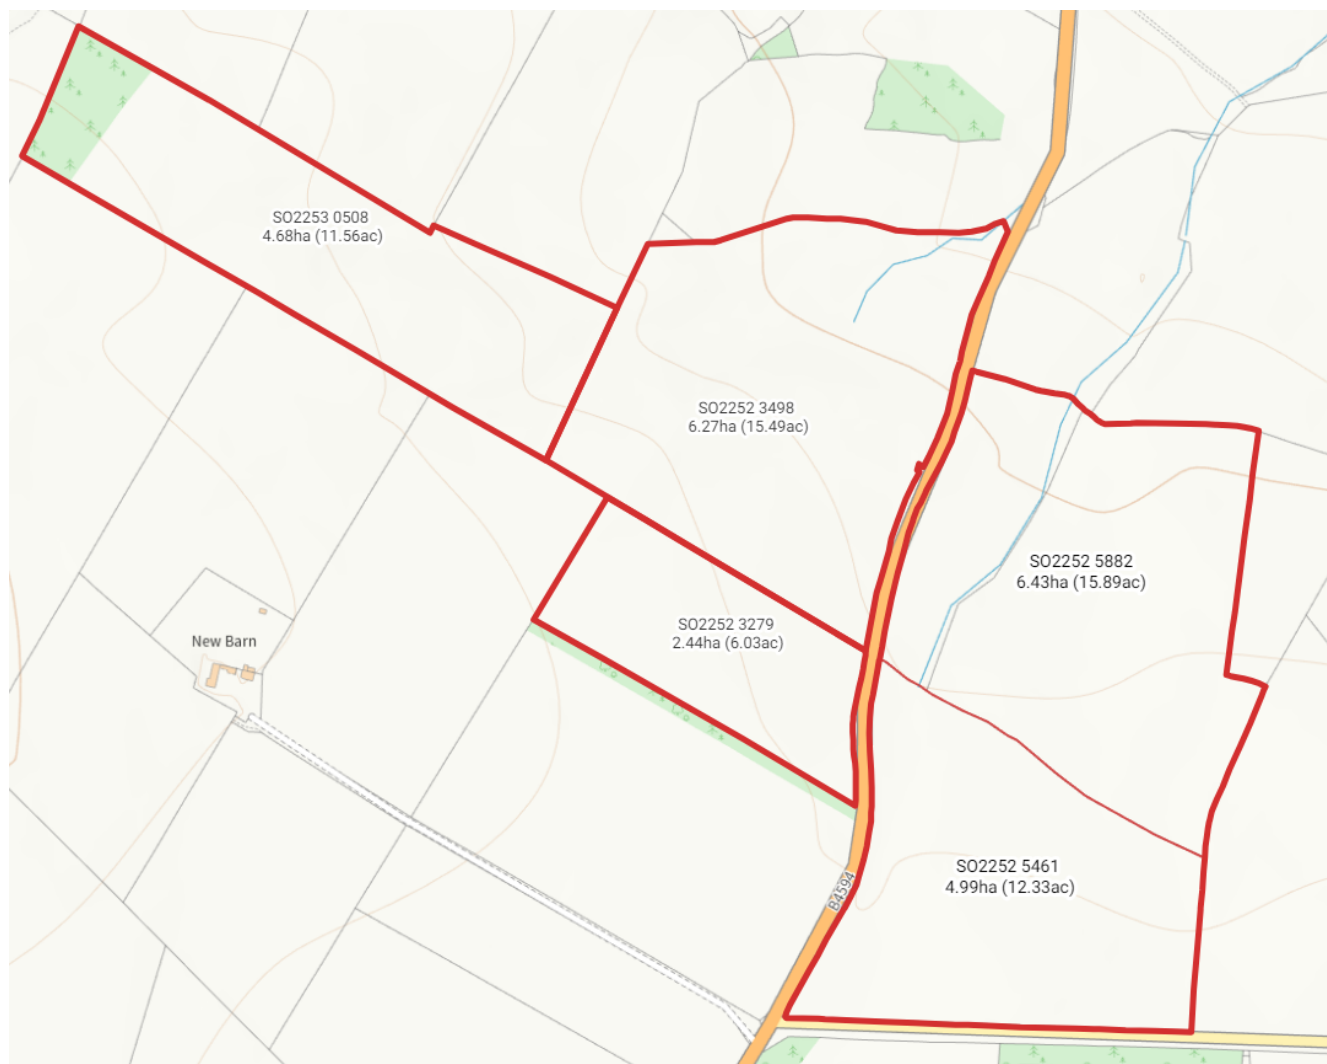 SO2253 0508
4.68ha (11.56ac)
SO2252 3498
6.27ha (15.49ac)
SO2252 5882
6.43ha (15.89ac)
SO2252 3279
2.44ha (6.03ac)
New Barn
SO2252 5461
4.99ha (12.33ac)
B4594